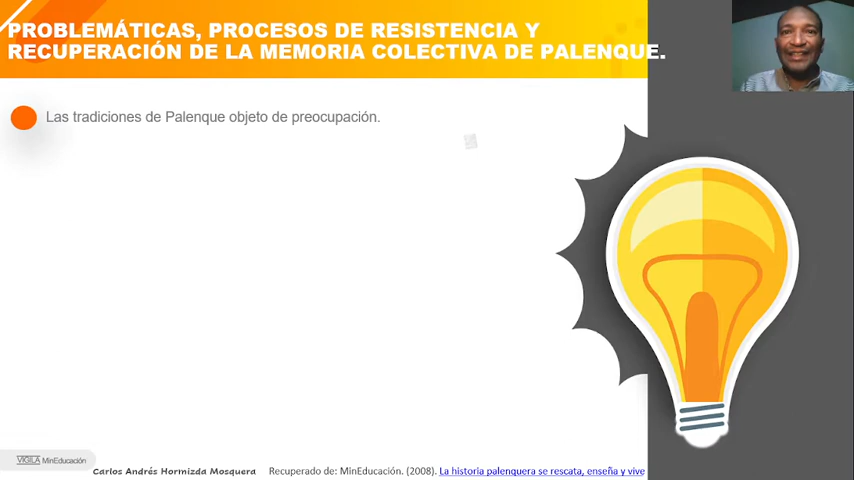 PROBLEMÁTICAS, PROCESOS DE RESISTENCIA Y
RECUPERACIÓN DE LA MEMORIA COLECTIVA DE PALENQUE.
Las tradiciones de Palenque objeto de preocupación.
VIGILA MinEducación
Carlos Andrés Hormizda Mosquera Recuperado de: MinEducación. (2008). La historia palenquera se rescata, enseña y vive